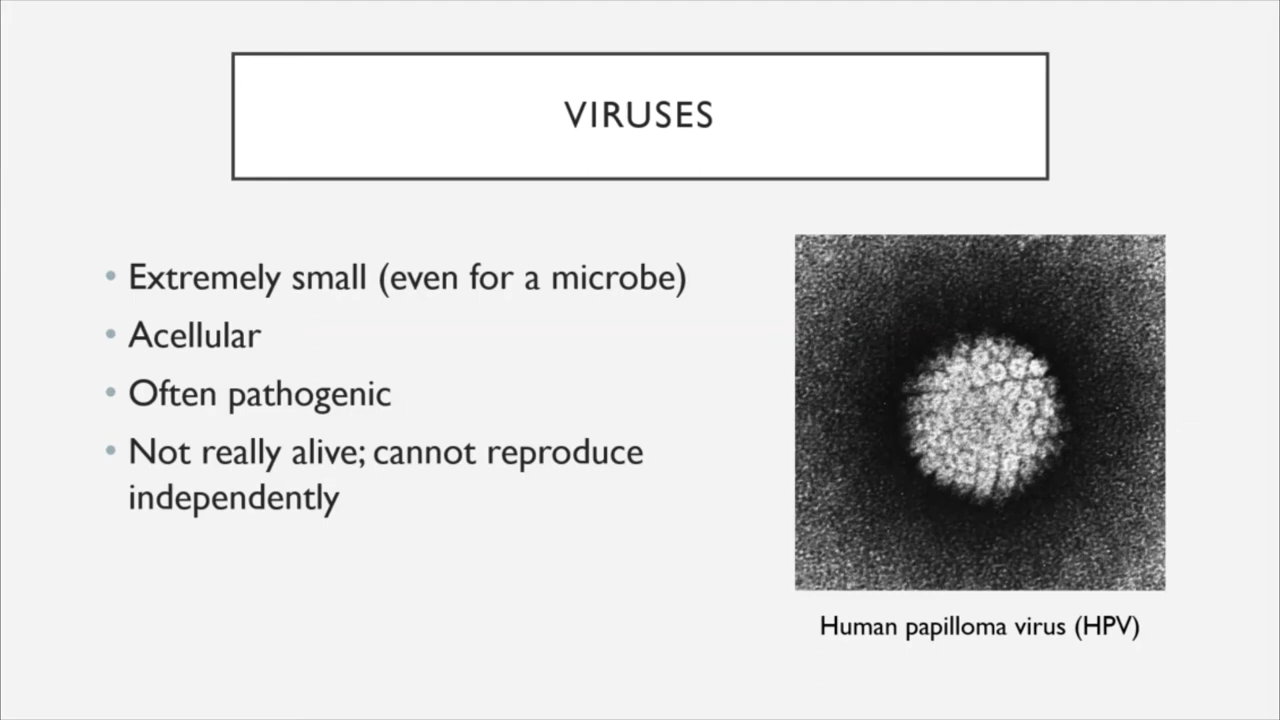 VIRUSES
• Extremely small (even for a microbe)
• Acellular
• Often pathogenic
• Not really alive; cannot reproduce
independently
Human papilloma virus (HPV)